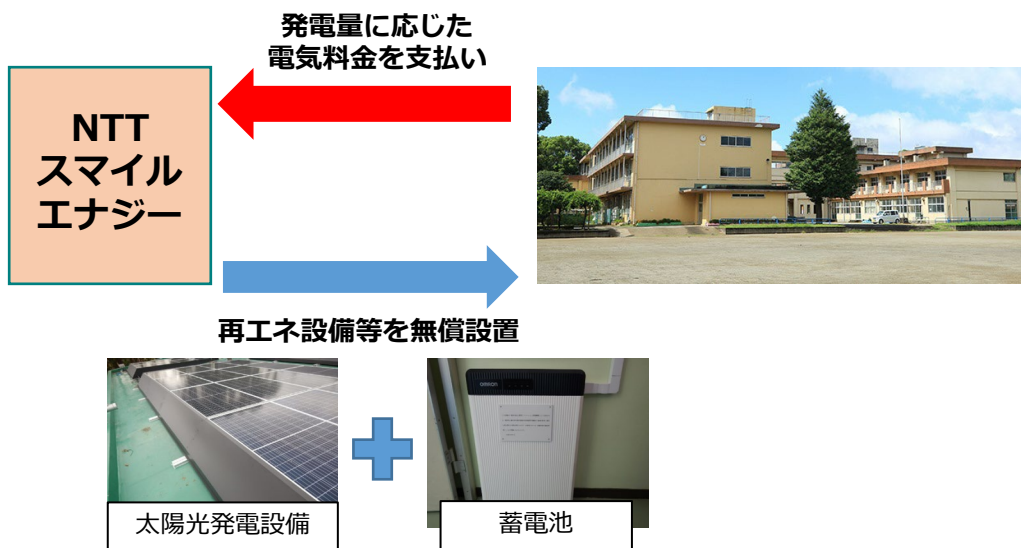 発電量に応じた
電気料金を支払い
NTT
スマイル
エナジー
再エネ設備等を無償設置
omron
太陽光発電設備
蓄電池